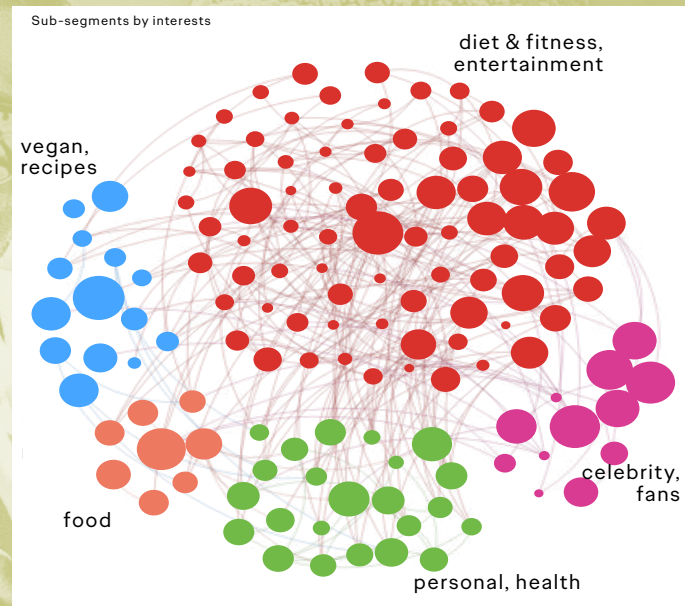 Sub-segments by interests
diet & fitness,
entertainment
vegan,
recipes
celebrity,
fans
food
personal, health